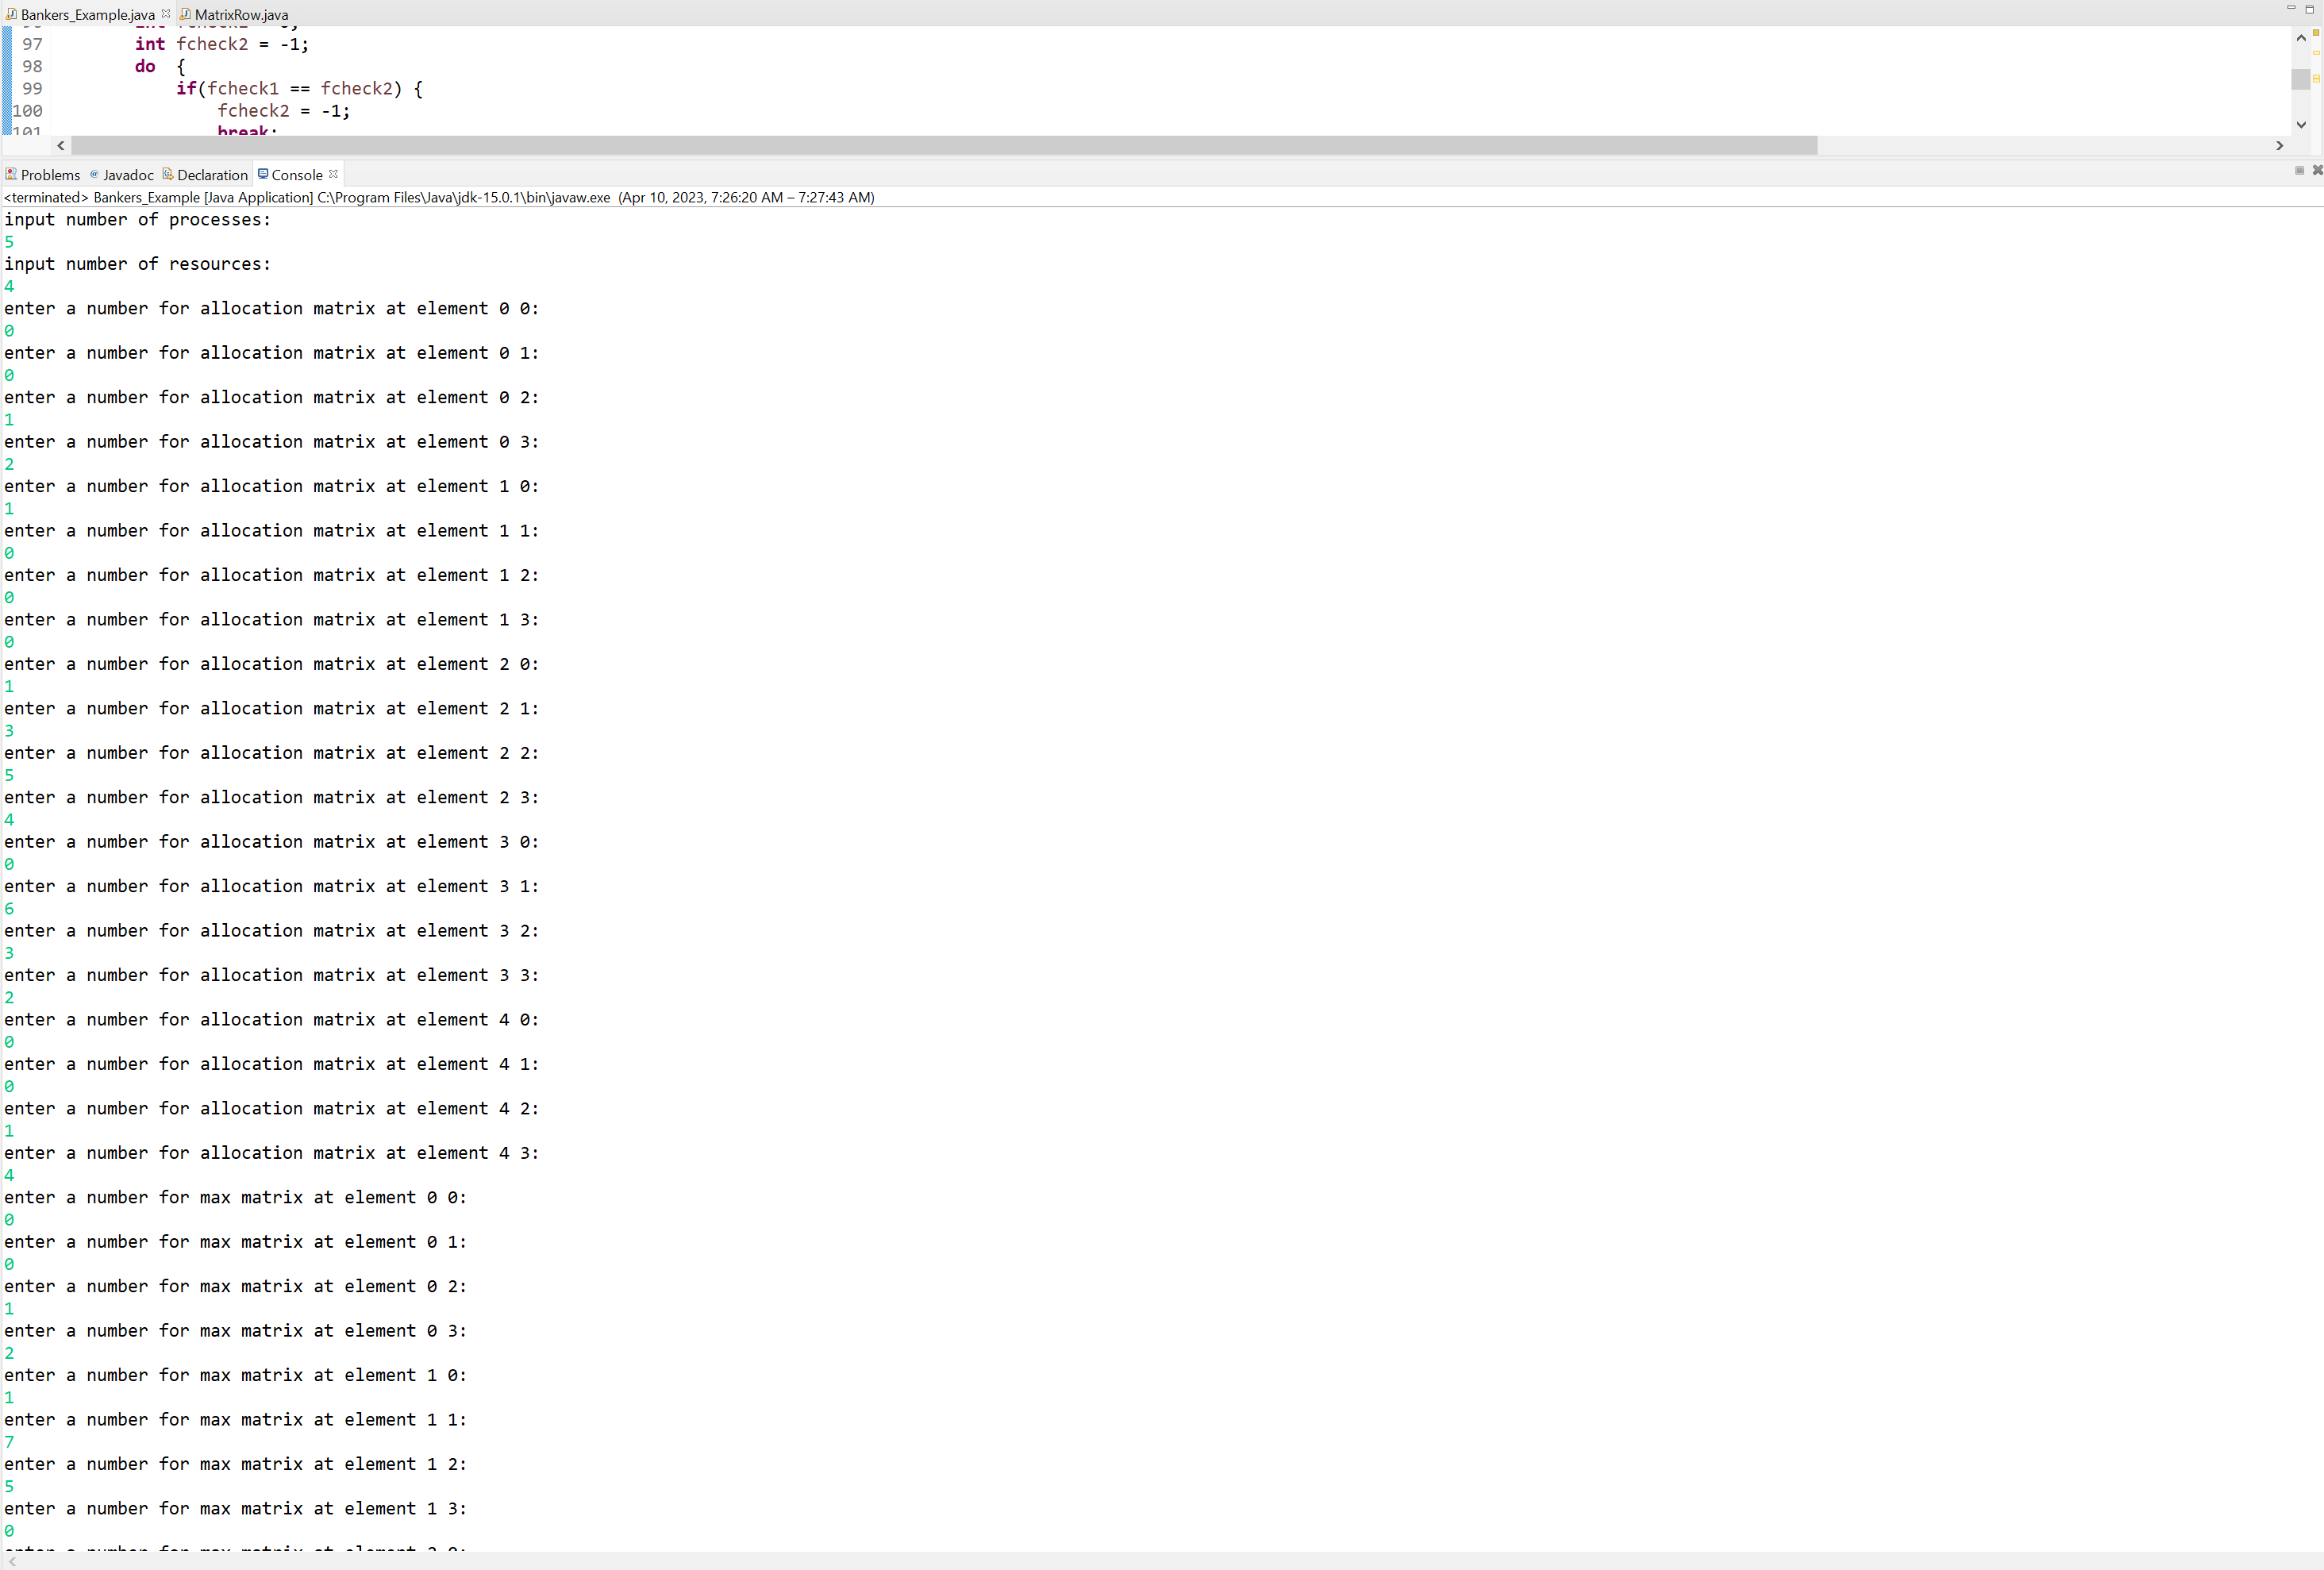 Bankers_Example.java MatrixRow.java
97 int fcheck2 = -1;
98 do {
99 if(fcheck1 == fcheck2) {
100 fcheck2 = -1;
101 break;
Problems Javadoc Declaration Console
<terminated> Bankers_Example [Java Application] C:\Program Files\Java\jdk-15.0.1\bin\javaw.exe (Apr 10, 2023, 7:26:20 AM – 7:27:43 AM)
input number of processes:
5
input number of resources:
4
enter a number for allocation matrix at element 0 0:
0
enter a number for allocation matrix at element 0 1:
0
enter a number for allocation matrix at element 0 2:
1
enter a number for allocation matrix at element 0 3:
2
enter a number for allocation matrix at element 1 0:
1
enter a number for allocation matrix at element 1 1:
0
enter a number for allocation matrix at element 1 2:
0
enter a number for allocation matrix at element 1 3:
0
enter a number for allocation matrix at element 2 0:
1
enter a number for allocation matrix at element 2 1:
3
enter a number for allocation matrix at element 2 2:
5
enter a number for allocation matrix at element 2 3:
4
enter a number for allocation matrix at element 3 0:
0
enter a number for allocation matrix at element 3 1:
6
enter a number for allocation matrix at element 3 2:
3
enter a number for allocation matrix at element 3 3:
2
enter a number for allocation matrix at element 4 0:
0
enter a number for allocation matrix at element 4 1:
0
enter a number for allocation matrix at element 4 2:
1
enter a number for allocation matrix at element 4 3:
4
enter a number for max matrix at element 0 0:
0
enter a number for max matrix at element 0 1:
0
enter a number for max matrix at element 0 2:
1
enter a number for max matrix at element 0 3:
2
enter a number for max matrix at element 1 0:
1
enter a number for max matrix at element 1 1:
7
enter a number for max matrix at element 1 2:
5
enter a number for max matrix at element 1 3:
0